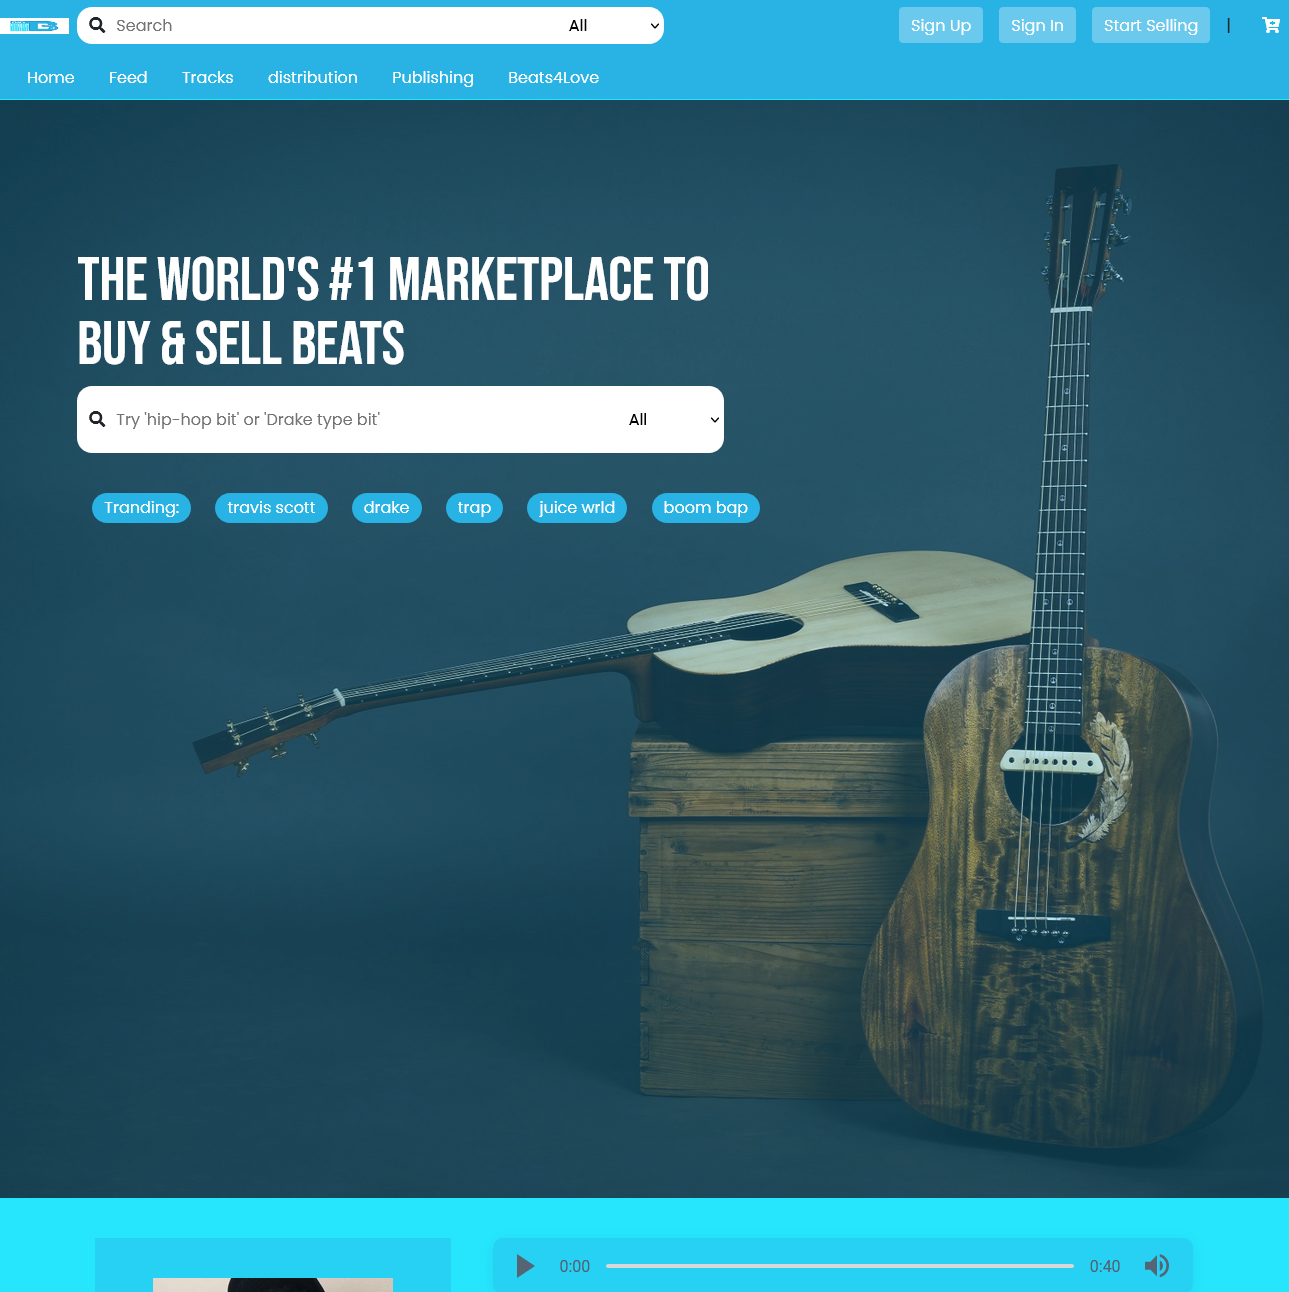 Search
All
Sign Up
Sign In
Start Selling
|
Home
Feed
Tracks
distribution
Publishing
Beats4Love
THE WORLD'S #1 MARKETPLACE TO
BUY & SELL BEATS
Try 'hip-hop bit' or 'Drake type bit'
All
Tranding:
travis scott
drake
trap
juice wrld
boom bap
0:00
0:40